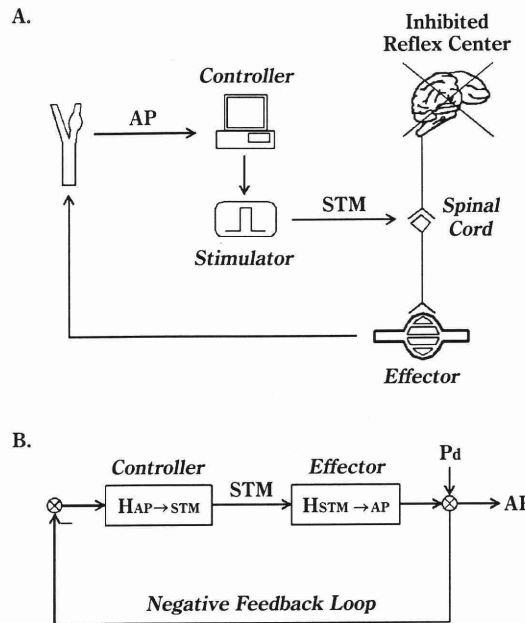 A.
Inhibited
Reflex Center
Controller
AP
STM
Spinal
Cord
Stimulator
Effector
B.
Pd
Controller
Effector
STM
HAP→STM
HSTM→AP
AP
Negative Feedback Loop